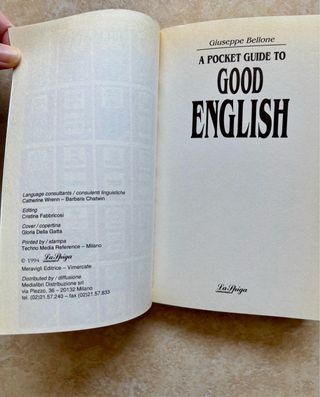 Language consultants / consulenti linguistiche
Catherine Wrenn – Barbara Chatwin
Editing
Cristina Fabbricosi
Cover / copertina
Gloria Della Gatta
Printed by / stampa
Techno Media Reference – Milano
© 1994 La Spiga
Meravigli Editrice – Vimercate
Distributed by / diffusione
Medialibri Distribuzione srl
via Plezzo, 36 – 20132 Milano
tel. (02)21.57.240 – fax (02)21.57.833
Giuseppe Bellone
A POCKET GUIDE TO
GOOD
ENGLISH
La Spiga